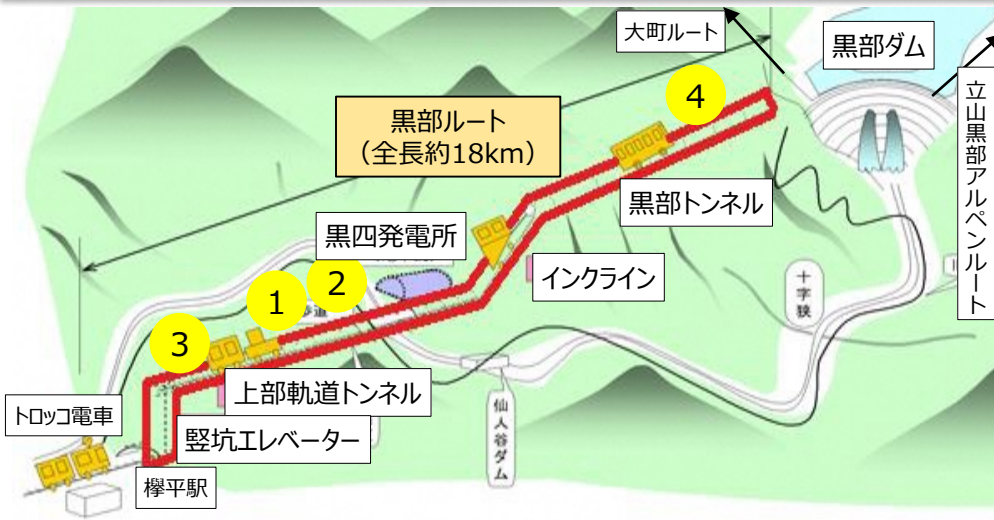 大町ルート
黒部ダム
立山黒部アルペンルート
4
黒部ルート
（全長約18km）
黒部トンネル
黒四発電所
インクライン
十字峡
1
2
3
上部軌道トンネル
トロッコ電車
竪坑エレベーター
仙人谷ダム
欅平駅